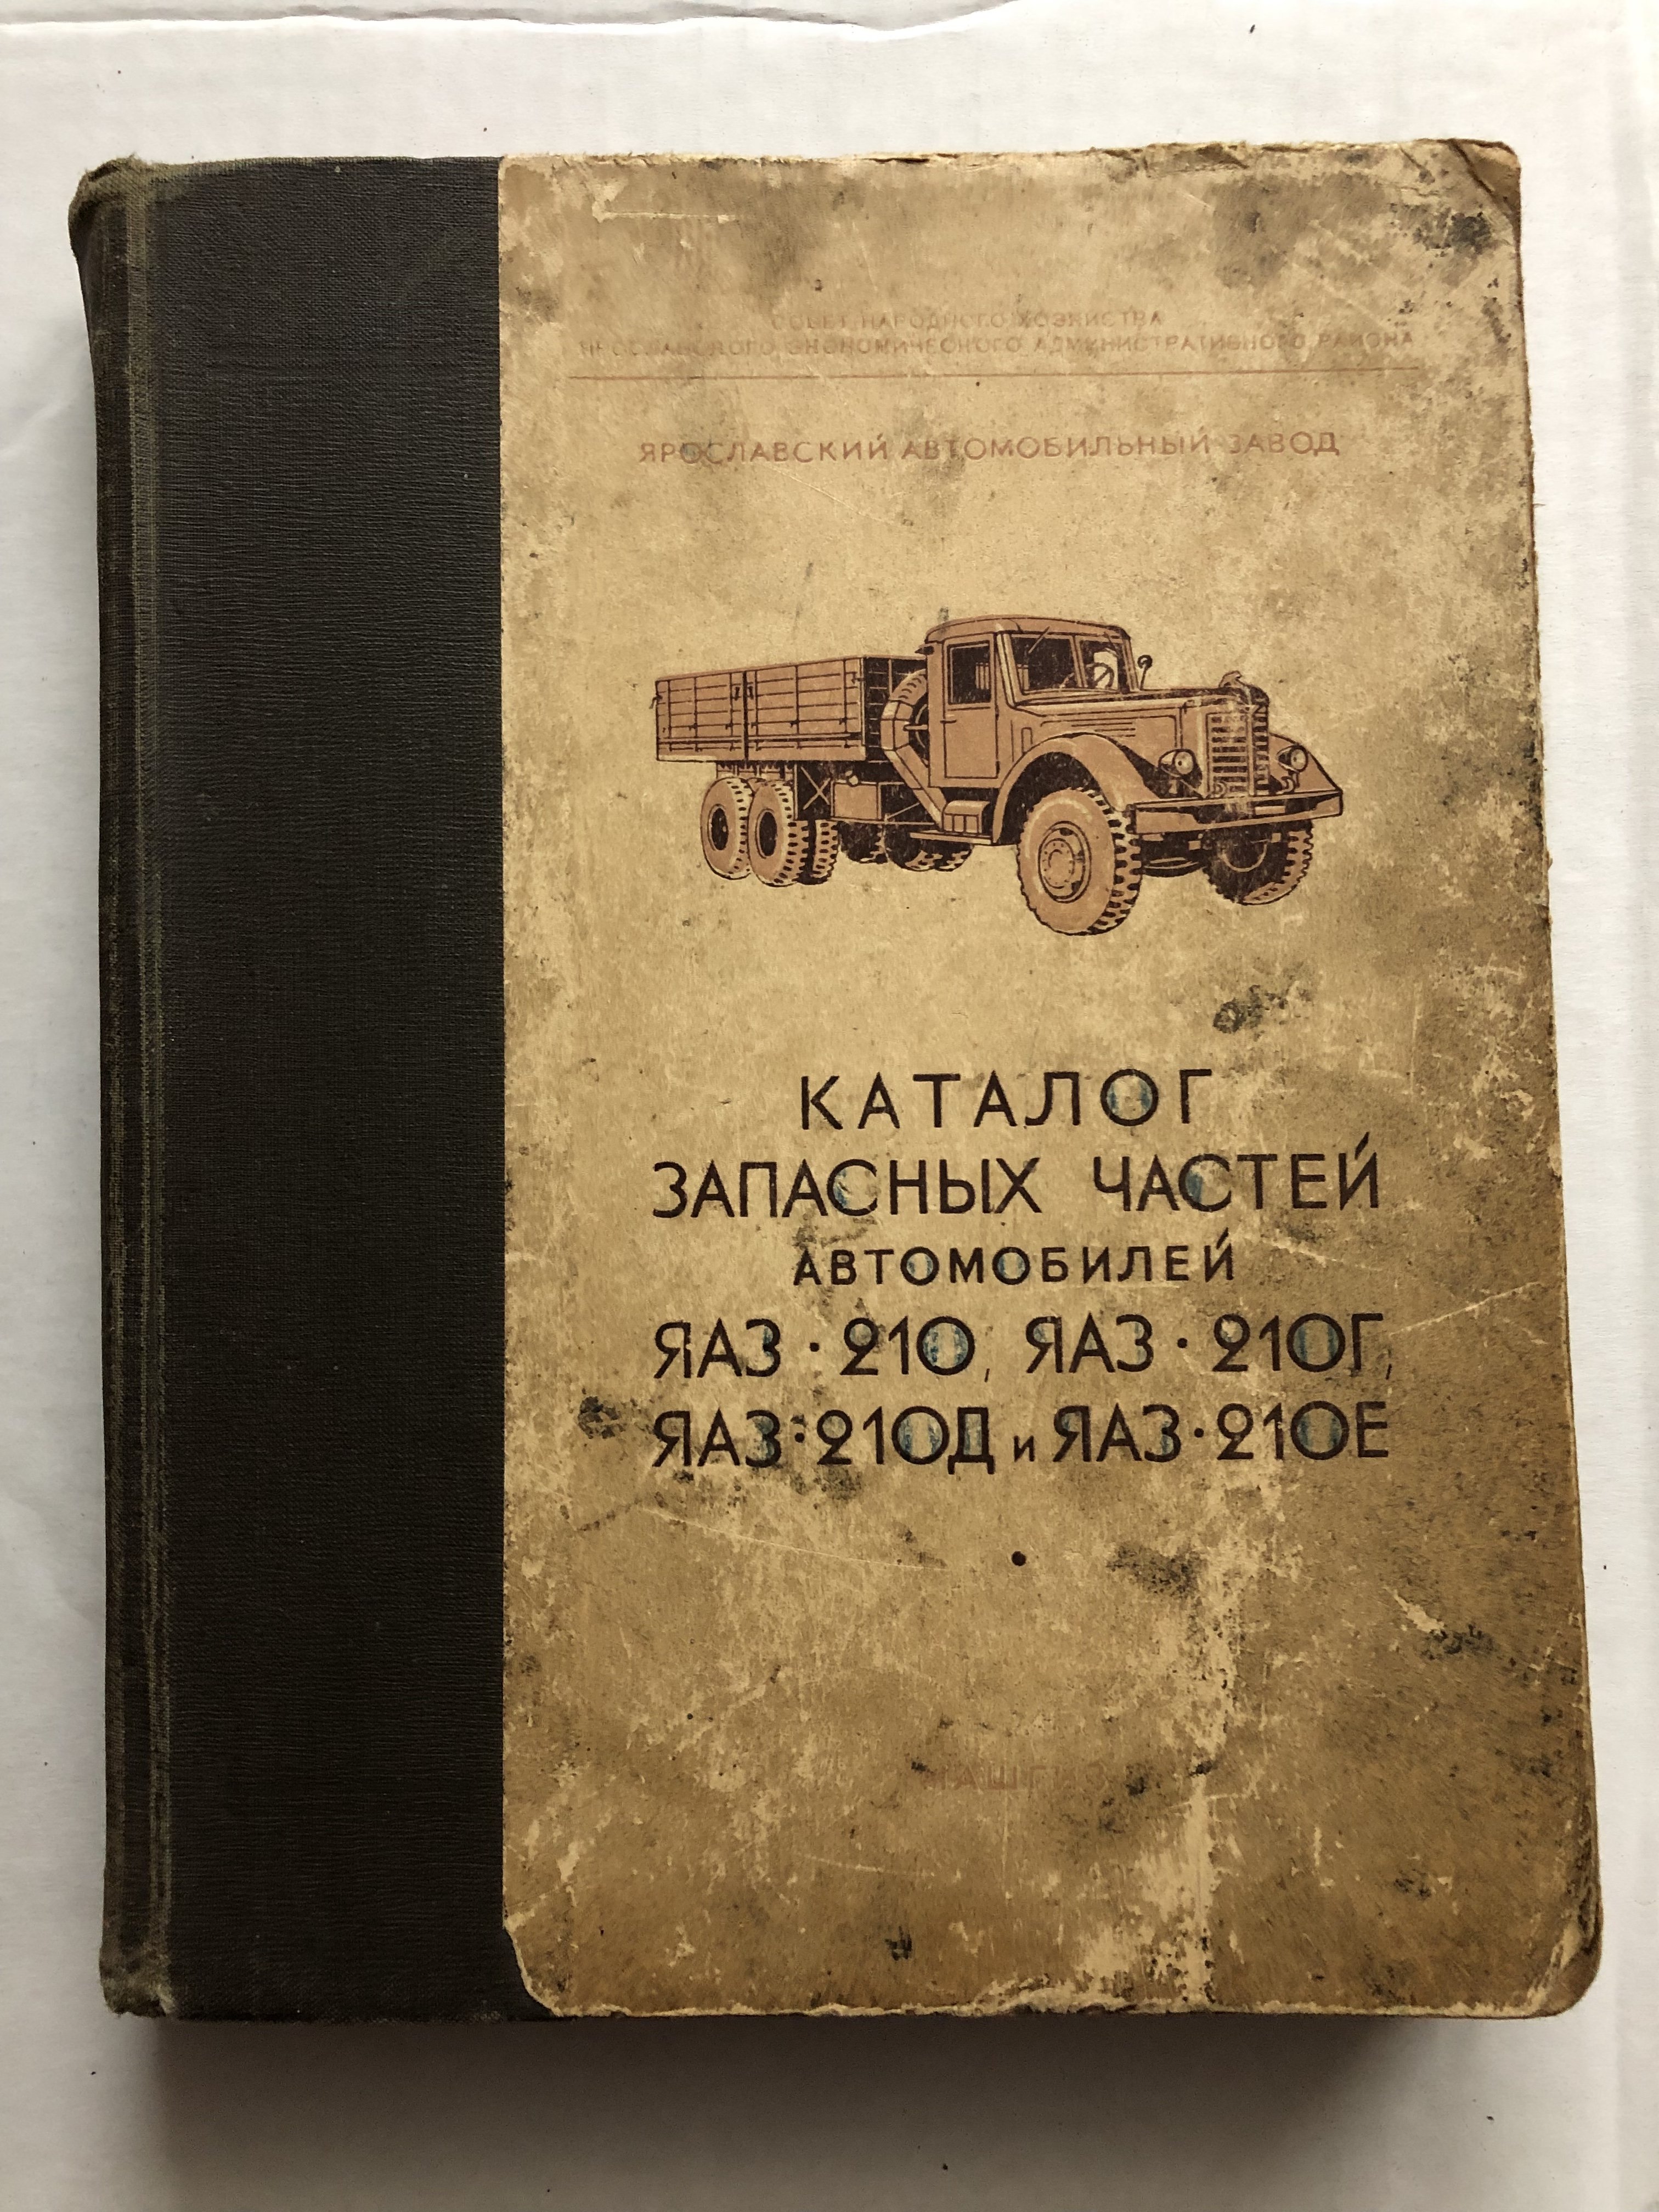 СОВЕТ НАРОДНОГО ХОЗЯЙСТВА
ЯРОСЛАВСКОГО ЭКОНОМИЧЕСКОГО АДМИНИСТРАТИВНОГО РАЙОНА
ЯРОСЛАВСКИЙ АВТОМОБИЛЬНЫЙ ЗАВОД
КАТАЛОГ
ЗАПАСНЫХ ЧАСТЕЙ
АВТОМОБИЛЕЙ
ЯАЗ·210, ЯАЗ·210Г,
ЯАЗ·210Д и ЯАЗ·210Е
МАШГИЗ